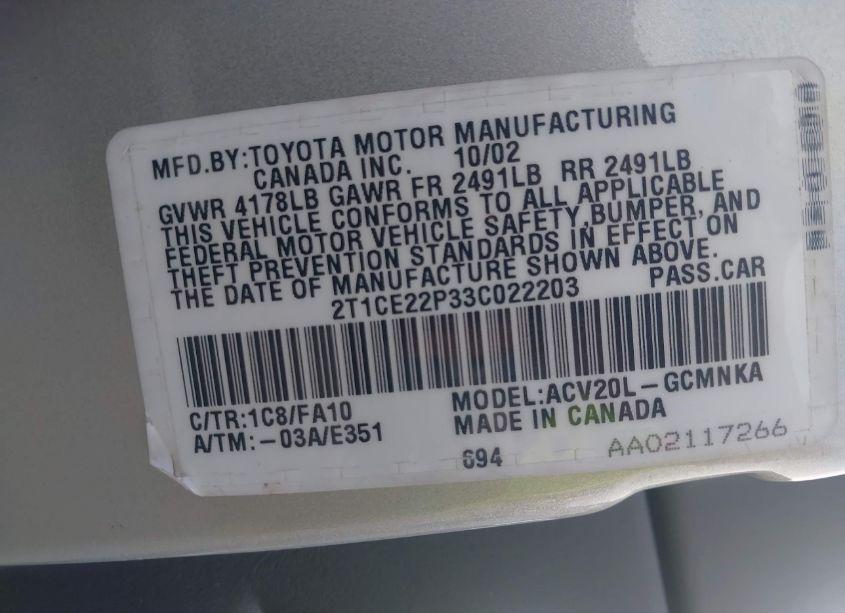 MFD.BY:TOYOTA MOTOR MANUFACTURING
CANADA INC. 10/02
GVWR 4178LB GAWR FR 2491LB RR 2491LB
THIS VEHICLE CONFORMS TO ALL APPLICABLE
FEDERAL MOTOR VEHICLE SAFETY,BUMPER, AND
THEFT PREVENTION STANDARDS IN EFFECT ON
THE DATE OF MANUFACTURE SHOWN ABOVE.
2T1CE22P33C022203 PASS.CAR
C/TR:1C8/FA10 MODEL:ACV20L-GCMNKA
A/TM:-03A/E351 MADE IN CANADA
694 AA02117266